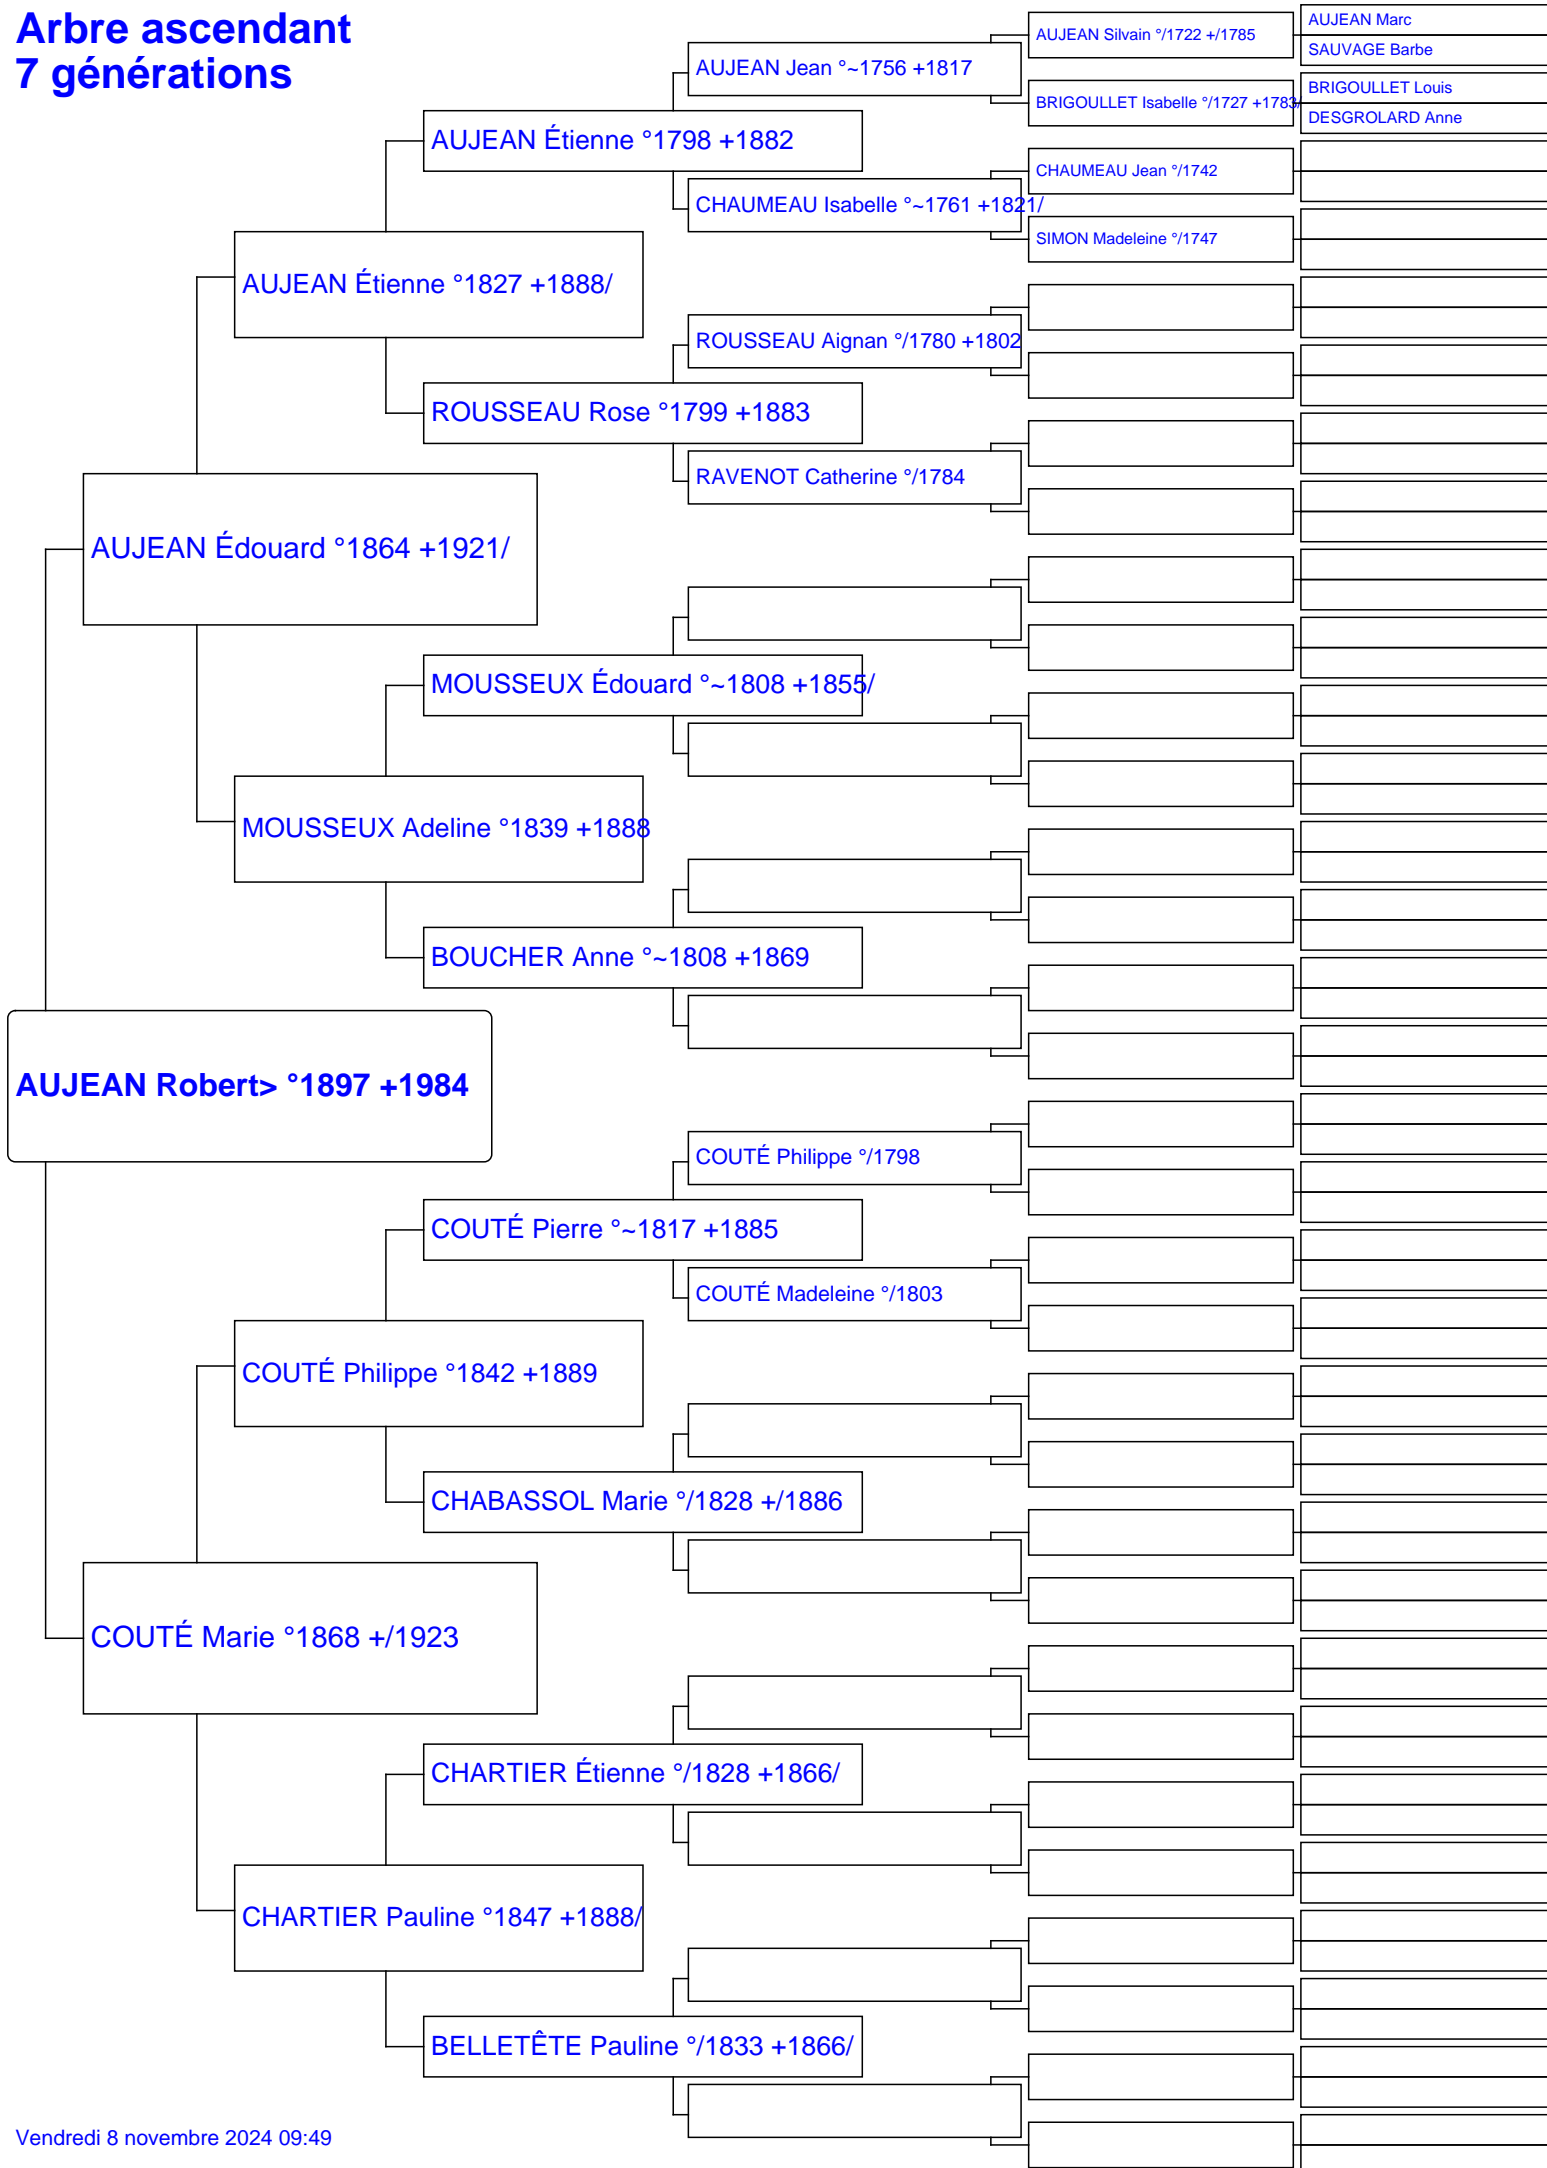 Arbre ascendant
7 générations
AUJEAN Silvain °/1722 +/1785
AUJEAN Marc
SAUVAGE Barbe
AUJEAN Jean °~1756 +1817
BRIGOULLET Isabelle °/1727 +1783/
BRIGOULLET Louis
DESGROLARD Anne
AUJEAN Étienne °1798 +1882
CHAUMEAU Jean °/1742
CHAUMEAU Isabelle °~1761 +1821/
SIMON Madeleine °/1747
AUJEAN Étienne °1827 +1888/
ROUSSEAU Aignan °/1780 +1802
ROUSSEAU Rose °1799 +1883
RAVENOT Catherine °/1784
AUJEAN Édouard °1864 +1921/
MOUSSEUX Édouard °~1808 +1855/
MOUSSEUX Adeline °1839 +1888
BOUCHER Anne °~1808 +1869
AUJEAN Robert> °1897 +1984
COUTÉ Philippe °/1798
COUTÉ Pierre °~1817 +1885
COUTÉ Madeleine °/1803
COUTÉ Philippe °1842 +1889
CHABASSOL Marie °/1828 +/1886
COUTÉ Marie °1868 +/1923
CHARTIER Étienne °/1828 +1866/
CHARTIER Pauline °1847 +1888/
BELLETÊTE Pauline °/1833 +1866/
Vendredi 8 novembre 2024 09:49